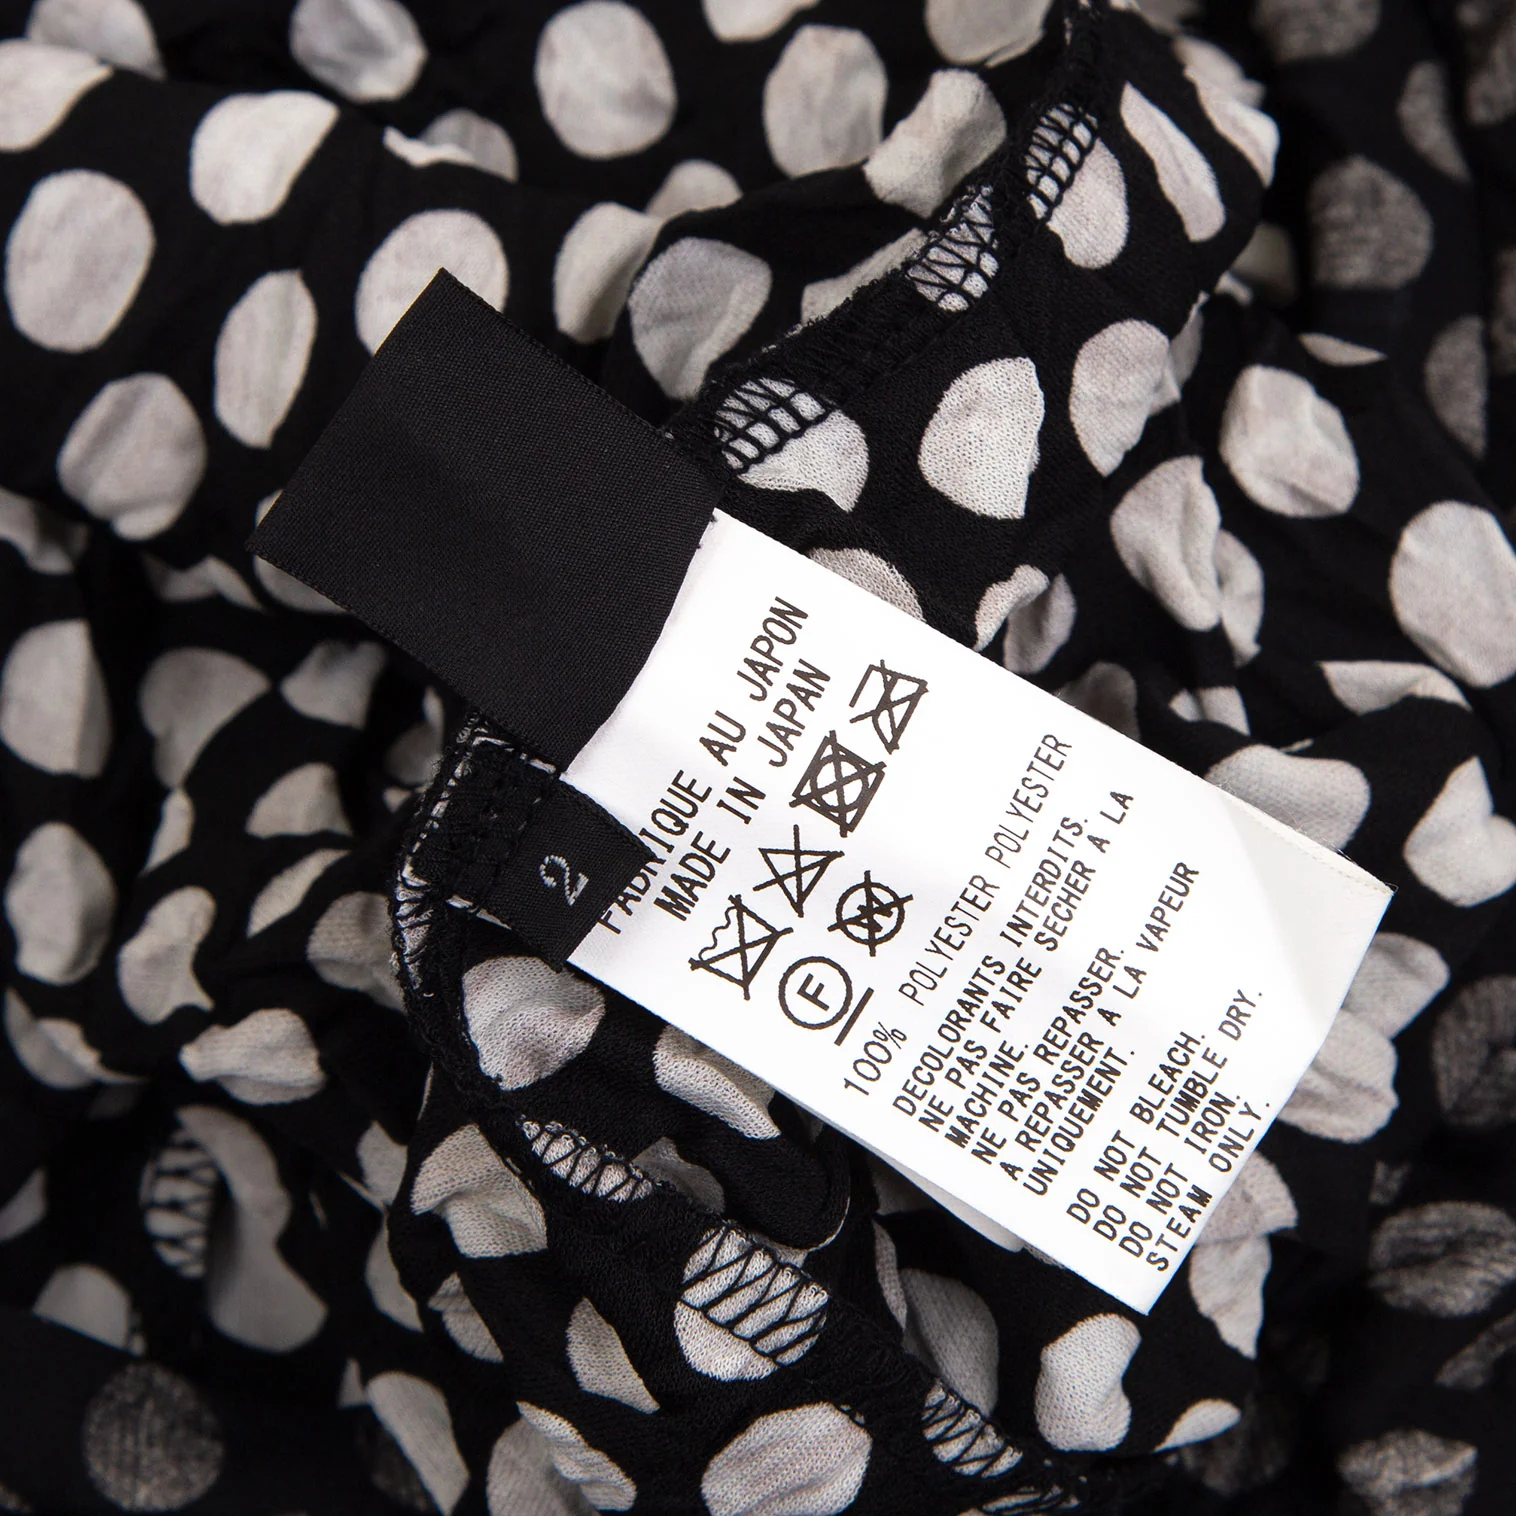 2
FABRIQUE AU JAPON
MADE IN JAPAN
F
W
100% POLYESTER POLYESTER
DECOLORANTS INTERDITS.
NE PAS FAIRE SECHER A LA
MACHINE.
NE PAS REPASSER.
A REPASSER A LA VAPEUR
UNIQUEMENT.
DO NOT BLEACH.
DO NOT TUMBLE DRY.
DO NOT IRON.
STEAM ONLY.